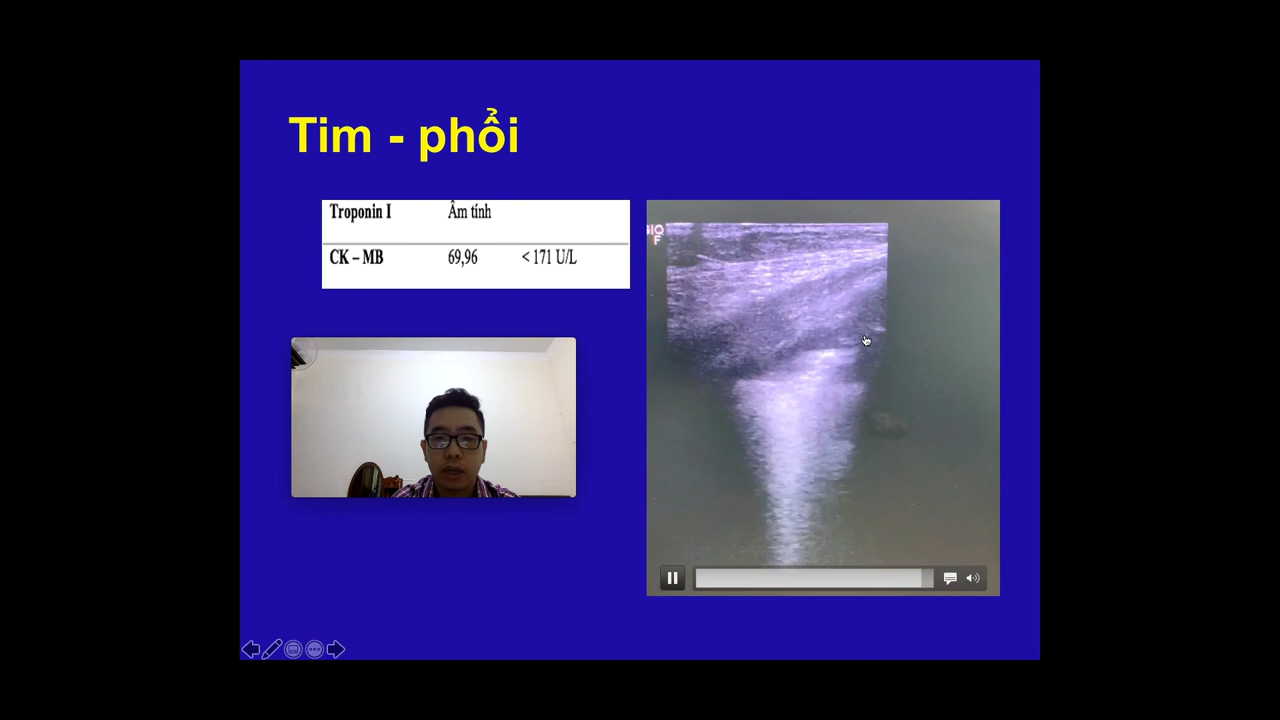 Tim - phổi
Troponin I Âm tính
CK – MB 69,96 < 171 U/L
F